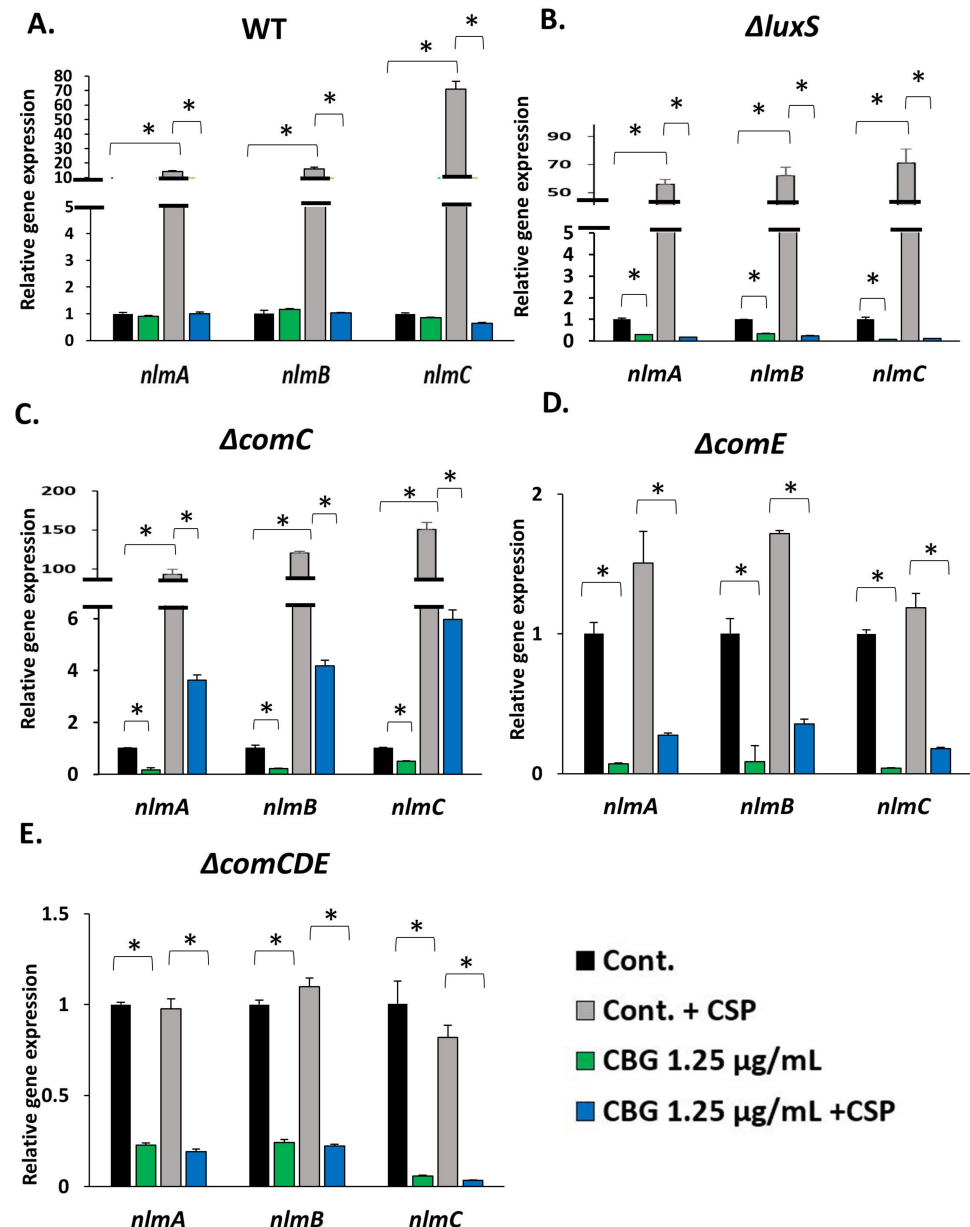 A.
WT
Relative gene expression
80
70
60
50
40
30
20
10
5
4
3
2
1
0
* * * * * *
nlmA nlmB nlmC
B.
ΔluxS
Relative gene expression
90
70
50
5
4
3
2
1
0
* * * * * *
* * *
nlmA nlmB nlmC
C.
ΔcomC
Relative gene expression
200
150
100
6
4
2
0
* * * * * *
* * *
nlmA nlmB nlmC
D.
ΔcomE
Relative gene expression
2
1
0
* * * * * *
nlmA nlmB nlmC
E.
ΔcomCDE
Relative gene expression
1.5
1
0.5
0
* * * * * *
nlmA nlmB nlmC
Cont.
Cont. + CSP
CBG 1.25 µg/mL
CBG 1.25 µg/mL +CSP